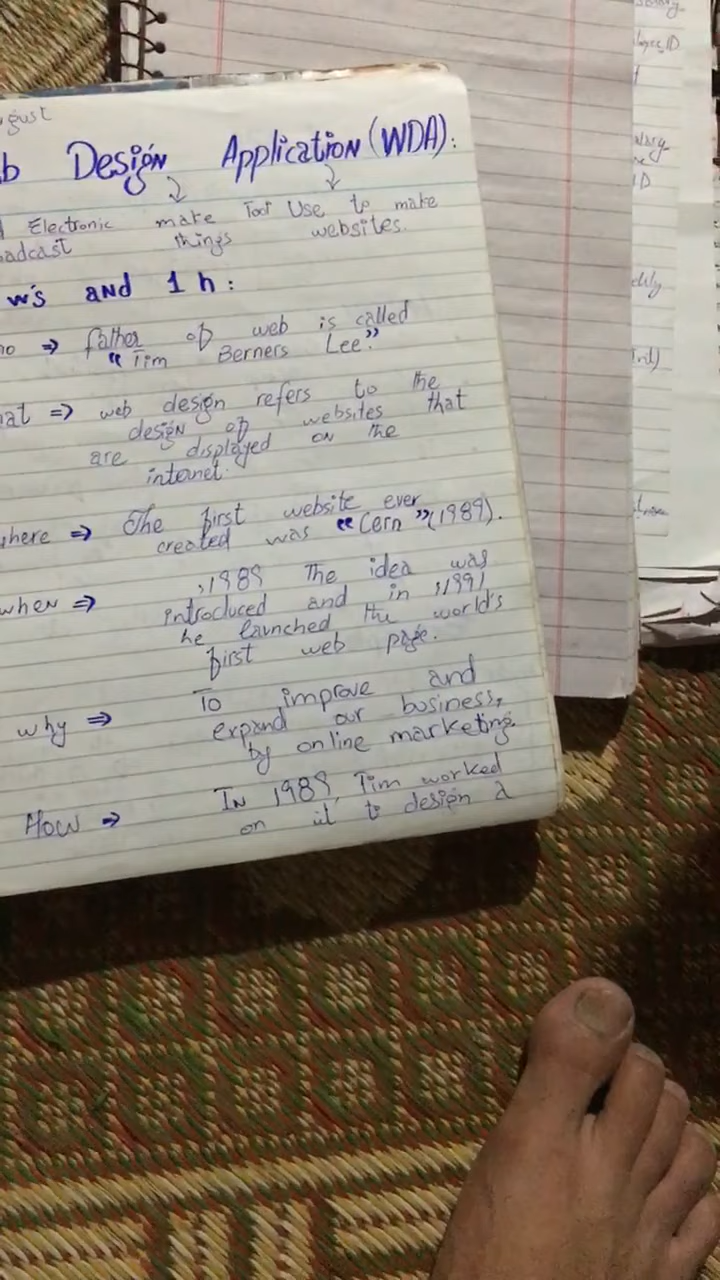 gust
b Design Application (WDA):
Electronic make Tool Use to make
adcast things websites.
w's and 1 h:
no ⇒ father of web is called
"Tim Berners Lee."
at ⇒ web design refers to the
design of websites that
are displayed on the
internet.
here ⇒ The first website ever
created was "Cern" (1989).
when ⇒ ,1989 The idea was
introduced and in ,1991
he launched the world's
first web page.
why ⇒ To improve and
expand our business,
by online marketing.
How ⇒ In 1989, Tim worked
on it to design a
ID
ID